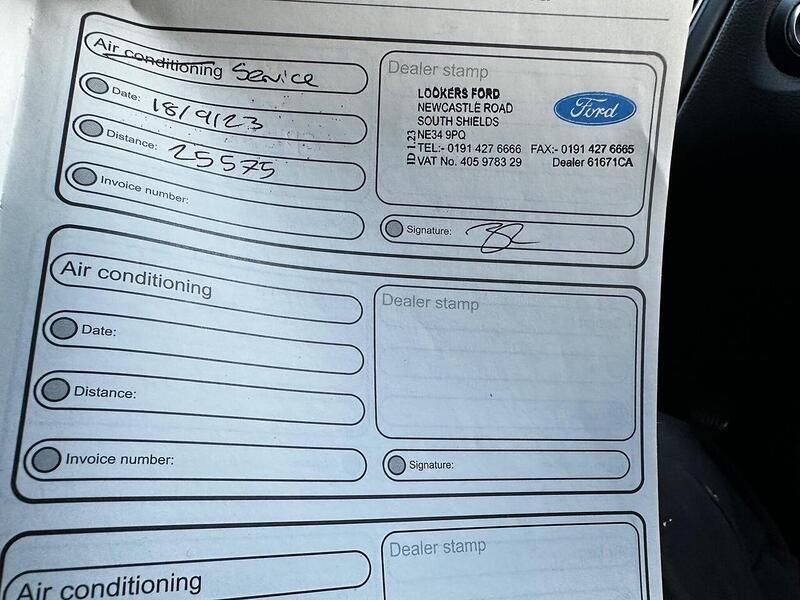 Air conditioning Service
Date: 18/9/23
Distance: 25575
Invoice number:
Dealer stamp
LOOKERS FORD
NEWCASTLE ROAD
SOUTH SHIELDS
NE34 9PQ
TEL:- 0191 427 6666 FAX:- 0191 427 6665
VAT No. 405 9783 29 Dealer 61671CA
ID 1.23
Ford
Signature:
Air conditioning
Date:
Distance:
Invoice number:
Dealer stamp
Signature:
Air conditioning
Dealer stamp